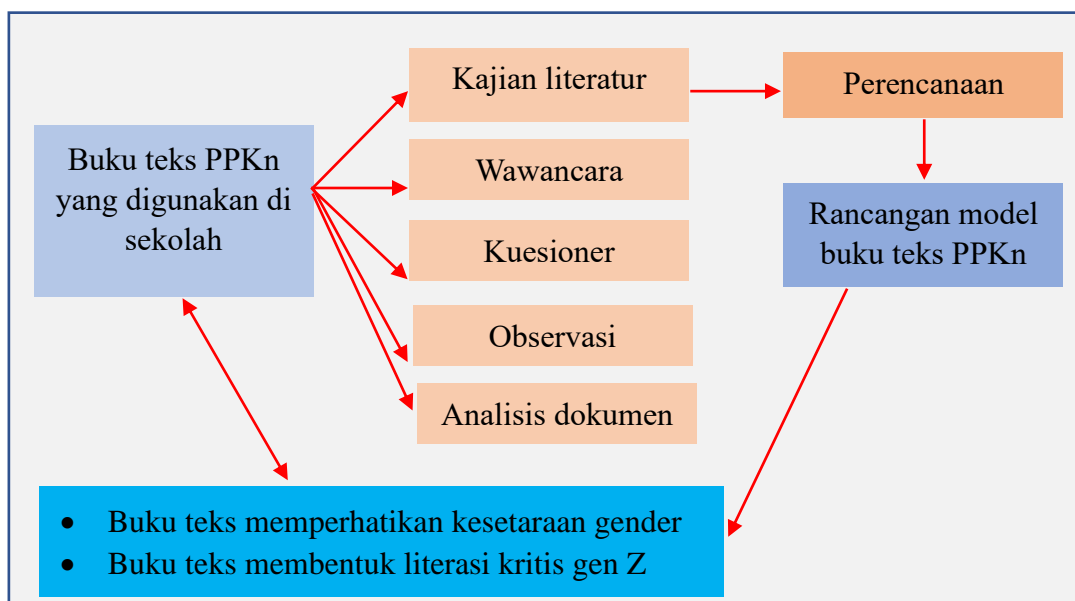 Buku teks PPKn
yang digunakan di
sekolah
Kajian literatur
Wawancara
Kuesioner
Observasi
Analisis dokumen
Perencanaan
Rancangan model
buku teks PPKn
• Buku teks memperhatikan kesetaraan gender
• Buku teks membentuk literasi kritis gen Z